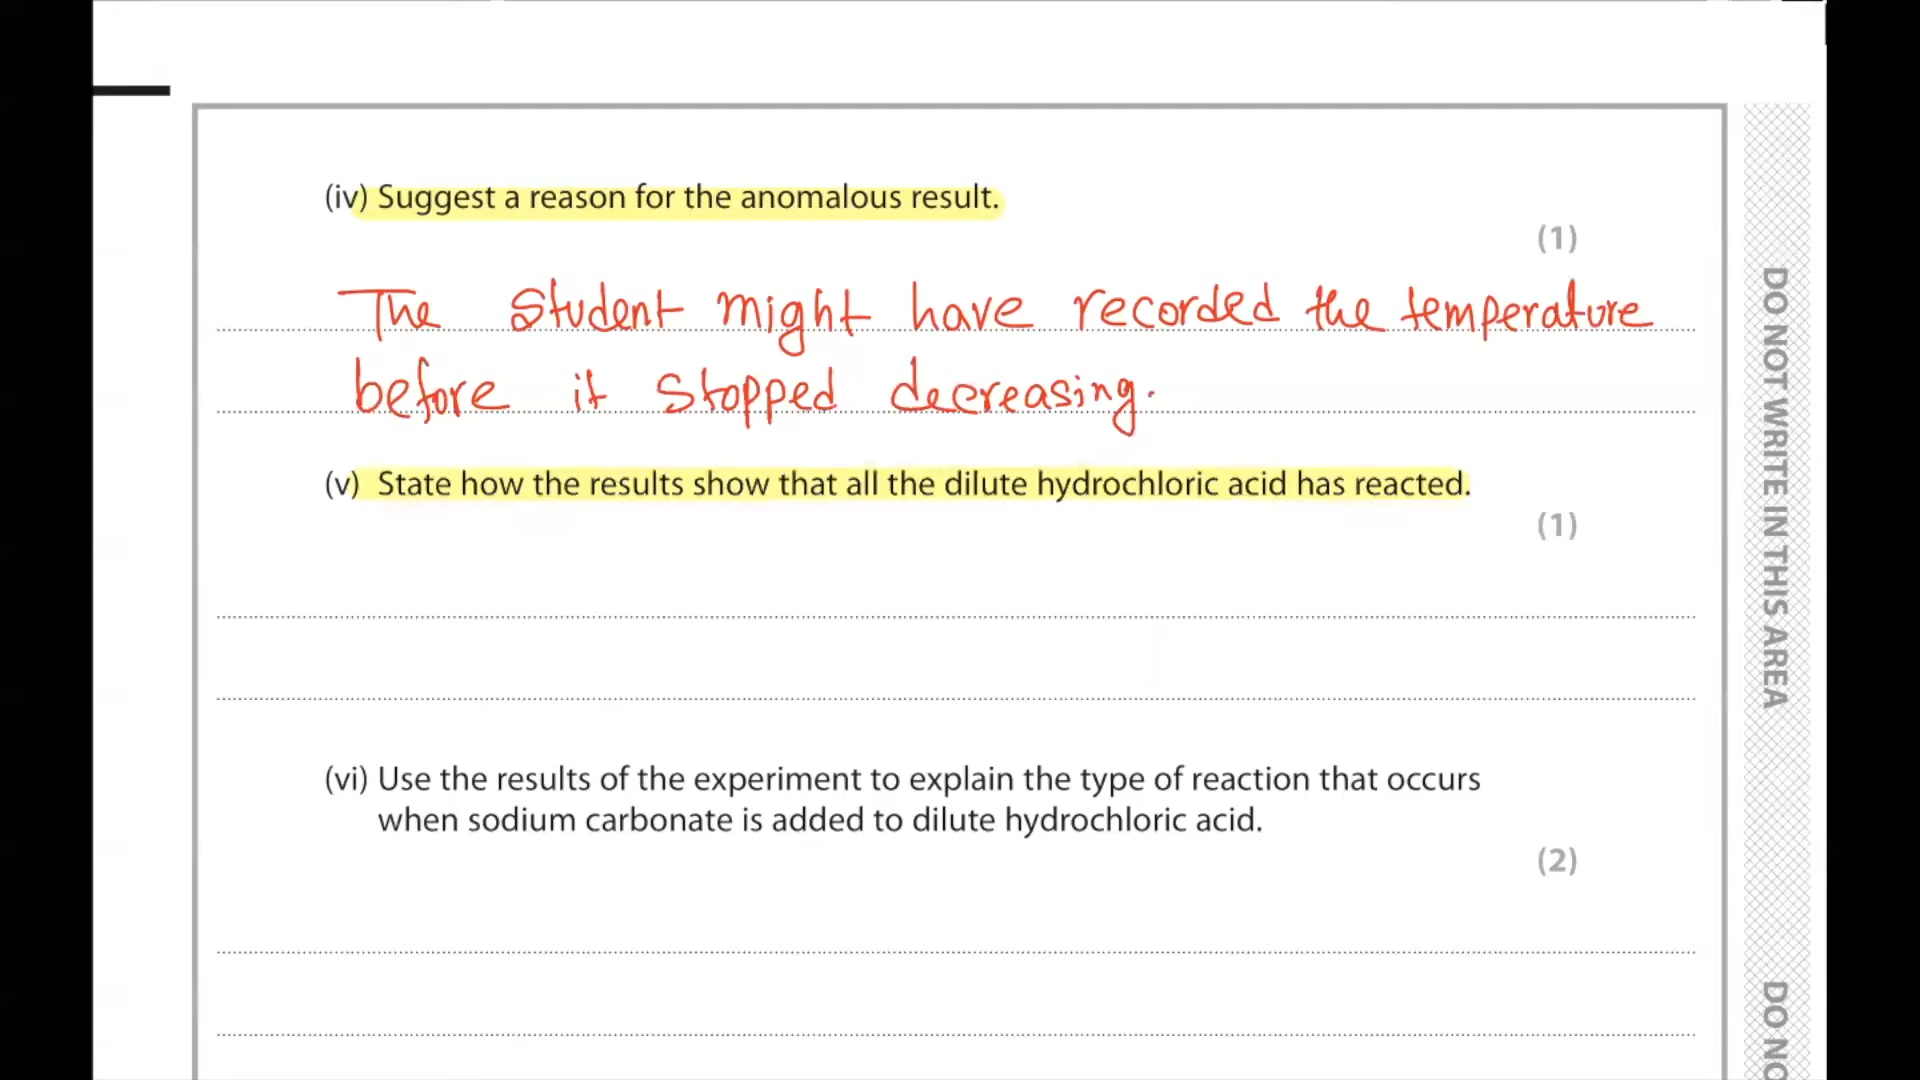 (iv) Suggest a reason for the anomalous result.
(1)
The student might have recorded the temperature
before it stopped decreasing.
(v) State how the results show that all the dilute hydrochloric acid has reacted.
(1)
(vi) Use the results of the experiment to explain the type of reaction that occurs
when sodium carbonate is added to dilute hydrochloric acid.
(2)
DO NOT WRITE IN THIS AREA
DO NO